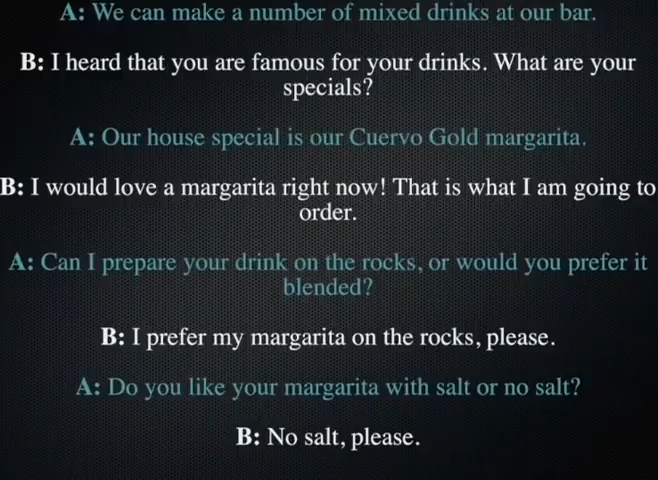 A: We can make a number of mixed drinks at our bar.
B: I heard that you are famous for your drinks. What are your
specials?
A: Our house special is our Cuervo Gold margarita.
B: I would love a margarita right now! That is what I am going to
order.
A: Can I prepare your drink on the rocks, or would you prefer it
blended?
B: I prefer my margarita on the rocks, please.
A: Do you like your margarita with salt or no salt?
B: No salt, please.